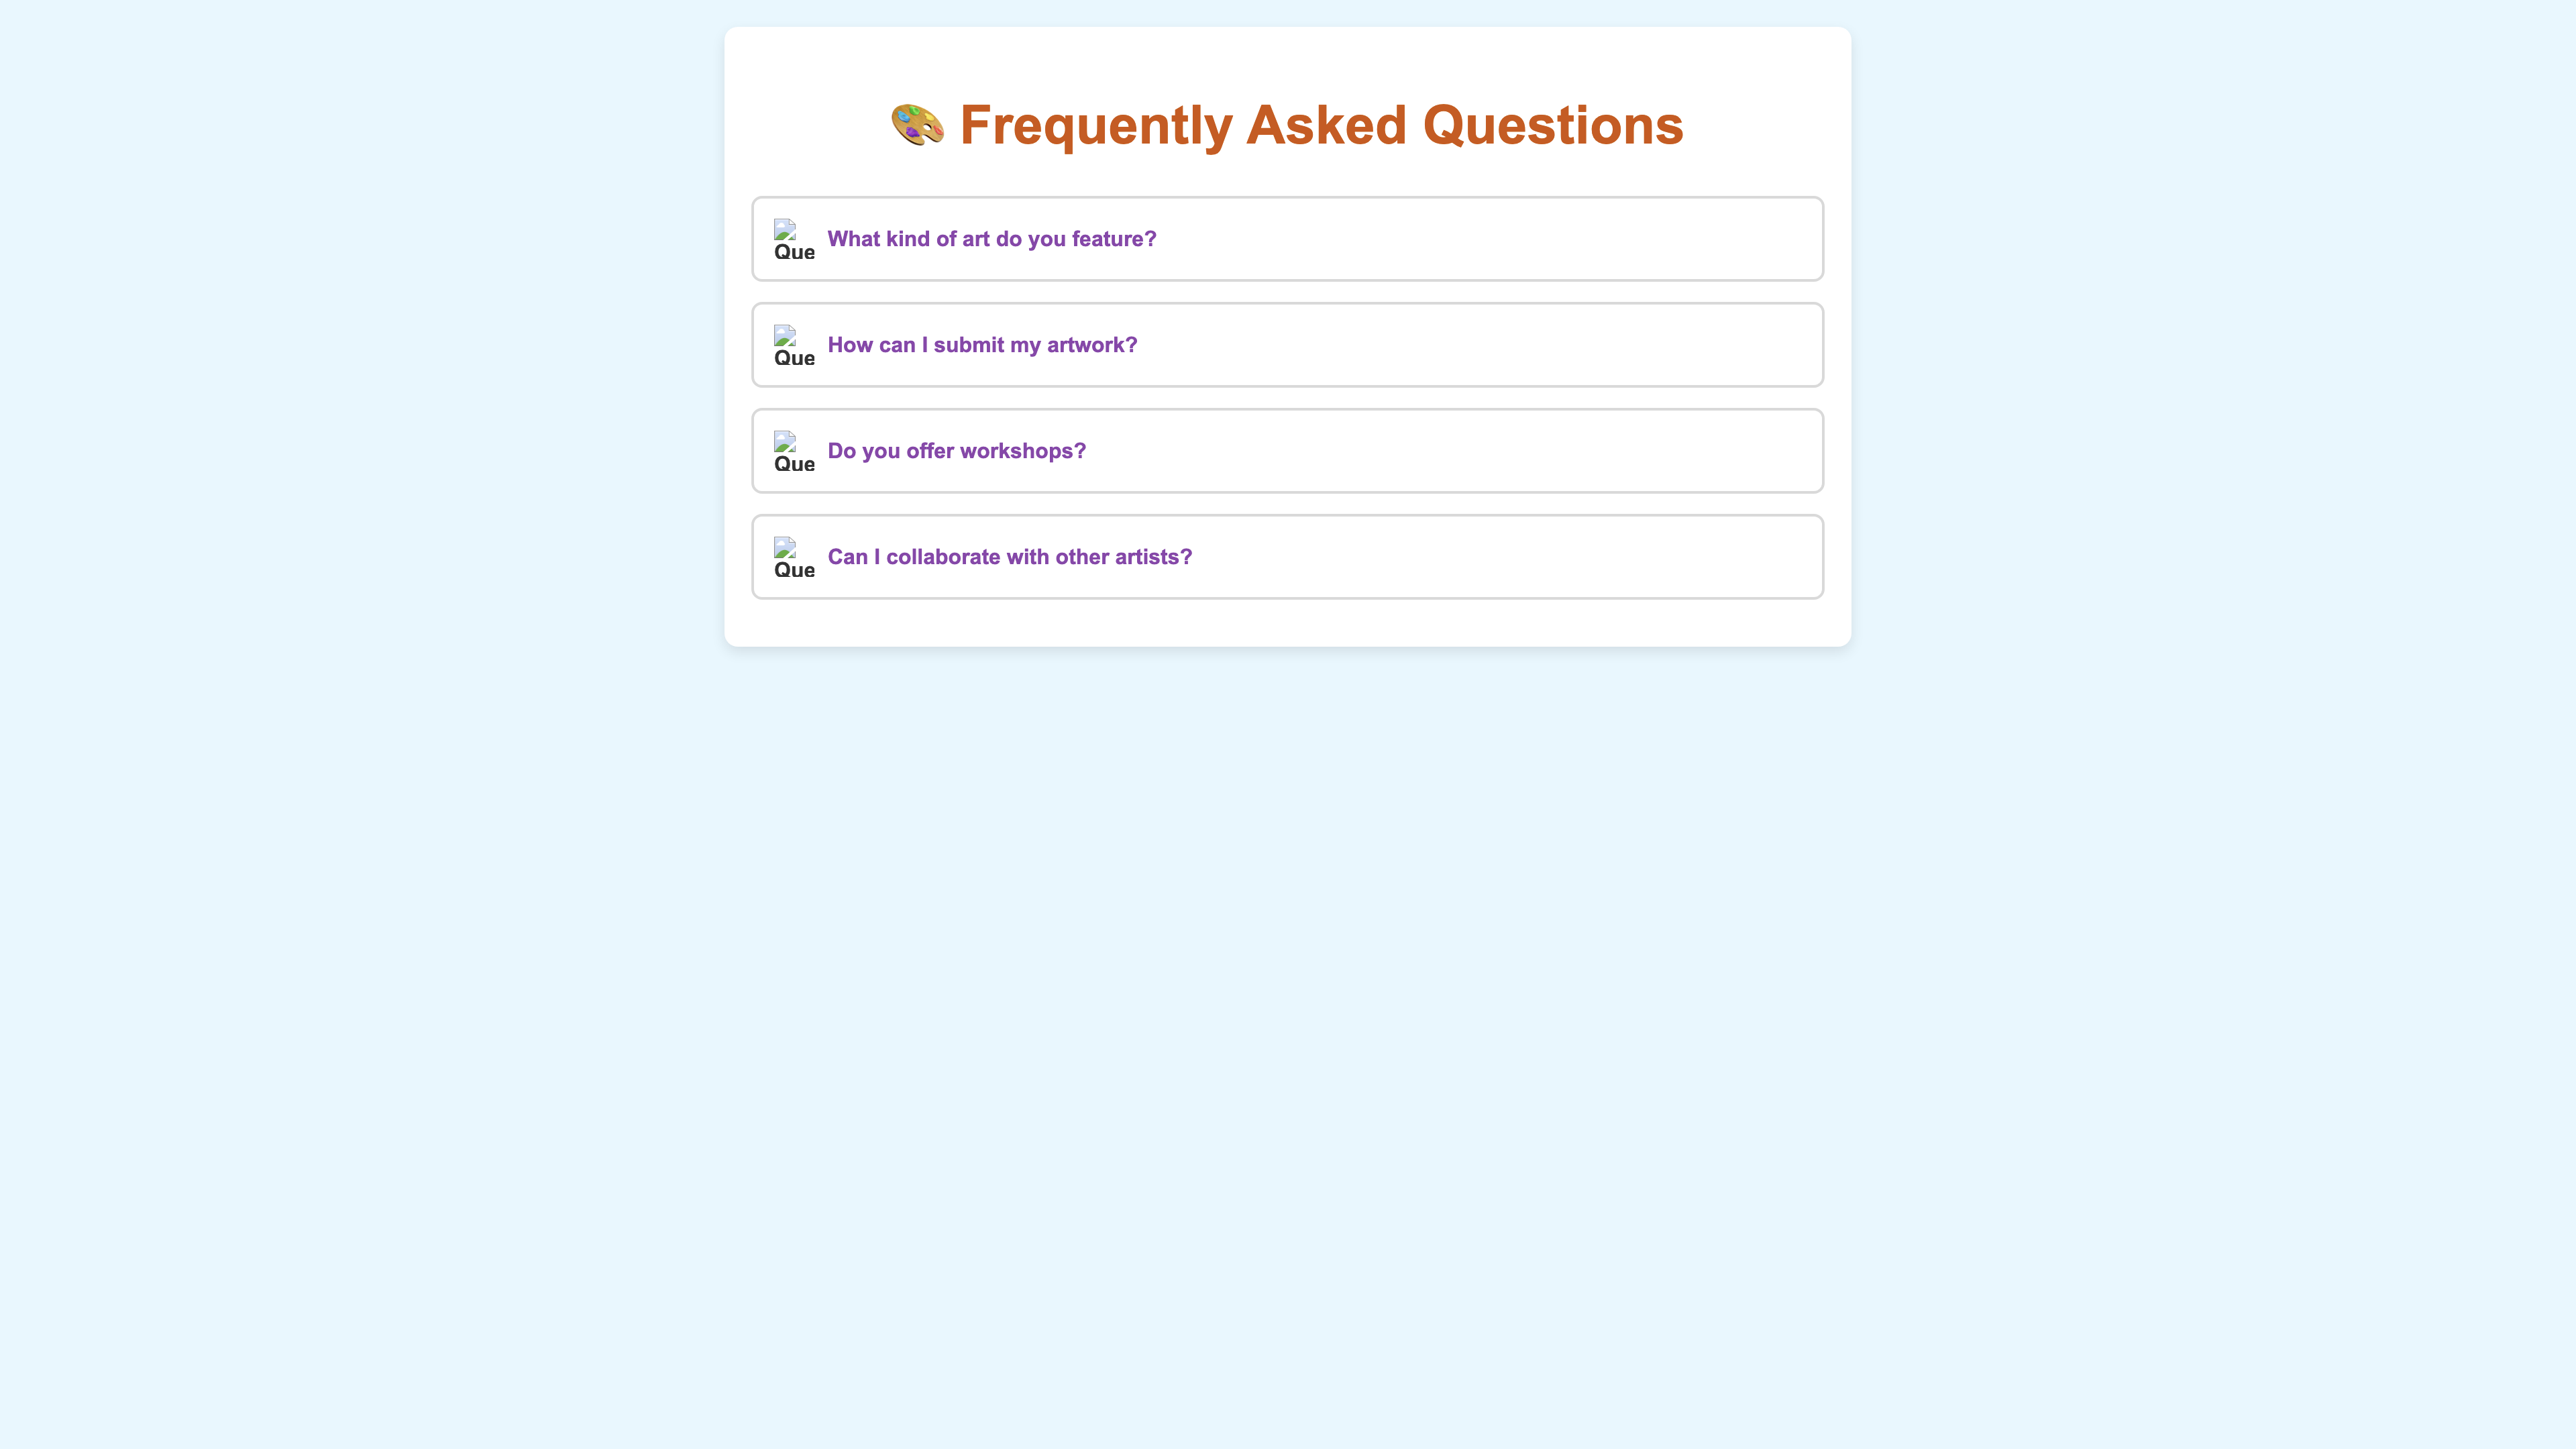 🎨 Frequently Asked Questions
Que
What kind of art do you feature?
Que
How can I submit my artwork?
Que
Do you offer workshops?
Que
Can I collaborate with other artists?